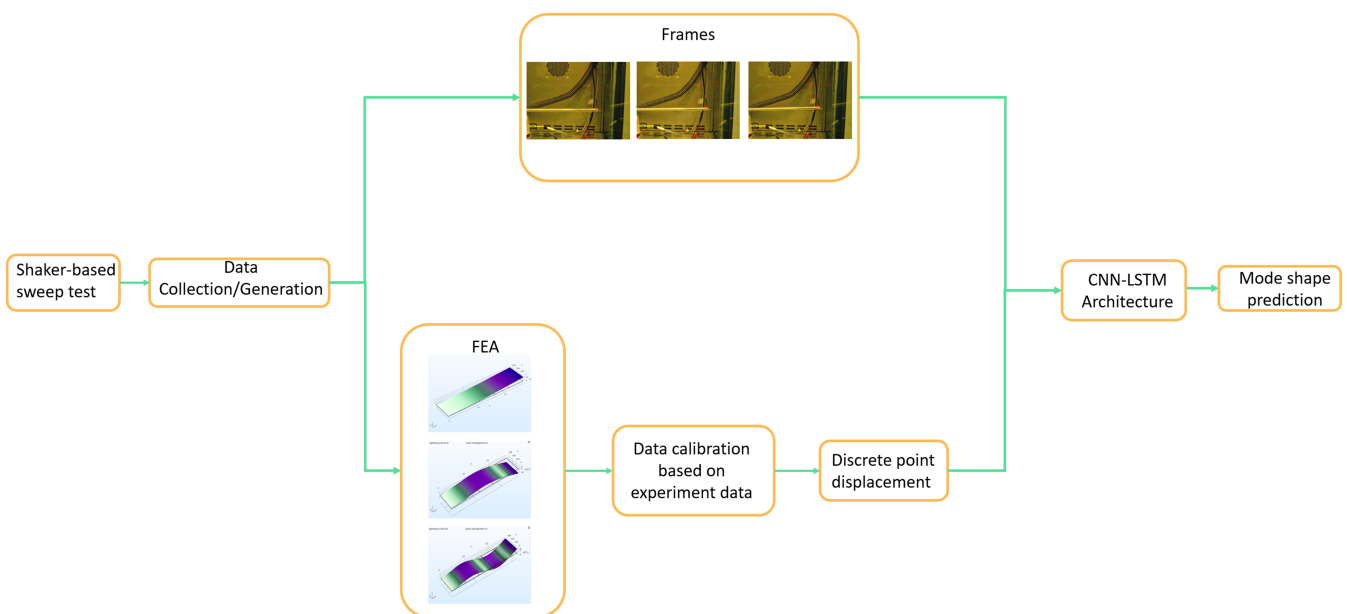 Frames
Shaker-based
sweep test
Data
Collection/Generation
CNN-LSTM
Architecture
Mode shape
prediction
FEA
Data calibration
based on
experiment data
Discrete point
displacement